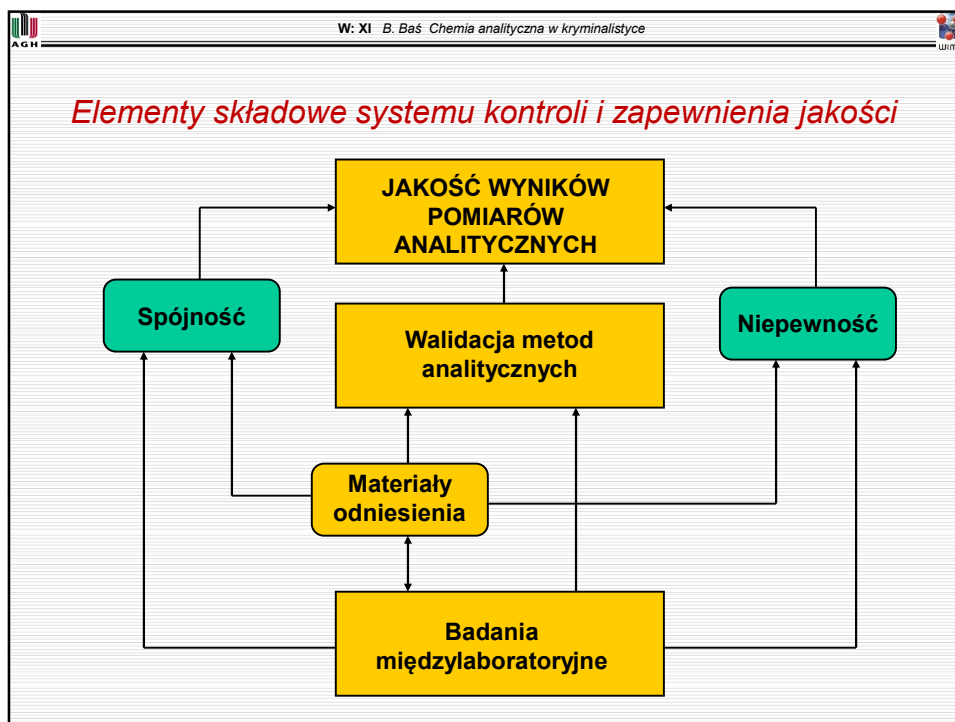 W: XI B. Baś Chemia analityczna w kryminalistyce
AGH
WIM
Elementy składowe systemu kontroli i zapewnienia jakości
JAKOŚĆ WYNIKÓW
POMIARÓW
ANALITYCZNYCH
Spójność
Walidacja metod
analitycznych
Niepewność
Materiały
odniesienia
Badania
międzylaboratoryjne